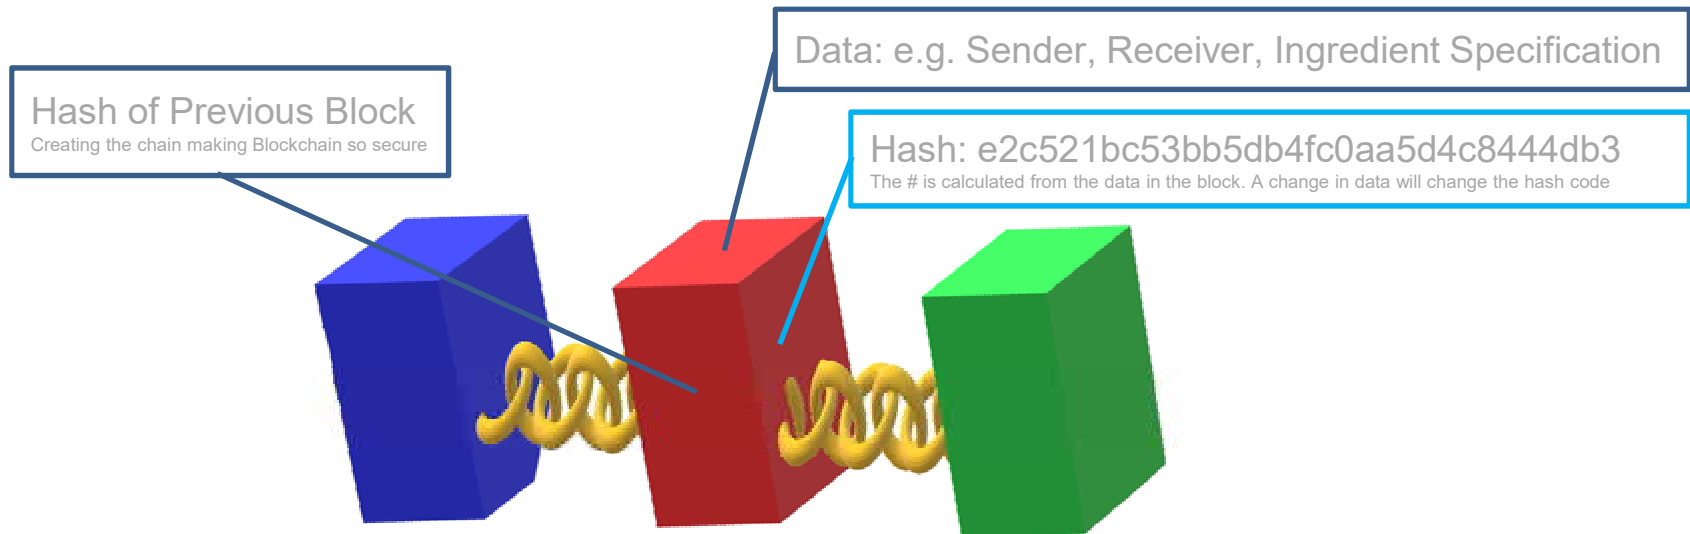 Data: e.g. Sender, Receiver, Ingredient Specification
Hash of Previous Block
Creating the chain making Blockchain so secure
Hash: e2c521bc53bb5db4fc0aa5d4c8444db3
The # is calculated from the data in the block. A change in data will change the hash code